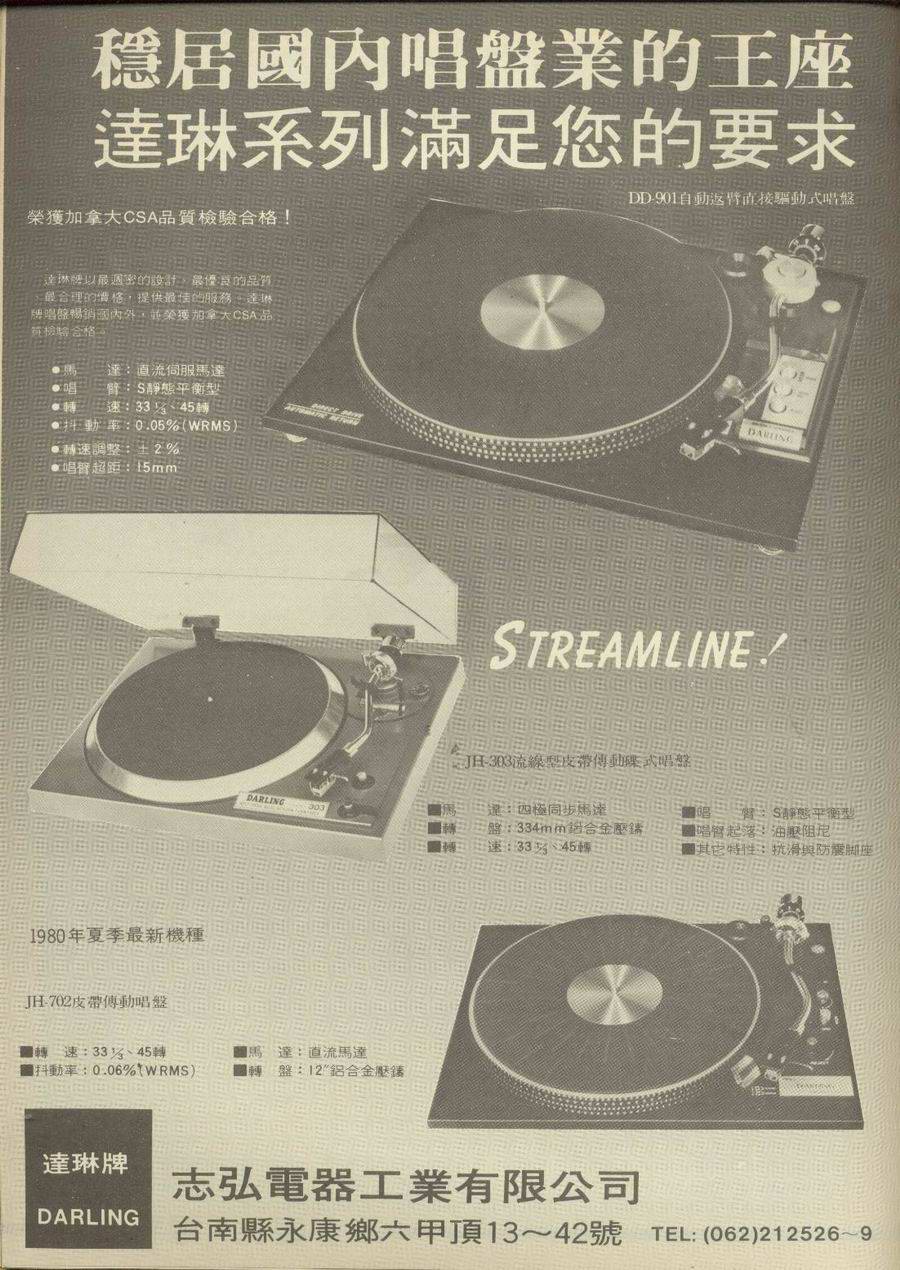 穩居國內唱盤業的王座
達琳系列滿足您的要求
DD-901自動返臂直接驅動式唱盤
榮獲加拿大CSA品質檢驗合格!
達琳牌以最週密的設計,最優良的品質
、最合理的價格,提供最佳的服務。達琳
牌唱盤暢銷國內外,並榮獲加拿大CSA品
質檢驗合格。
●馬 達:直流伺服馬達
●唱 臂:S靜態平衡型
●轉 速:33⅓、45轉
●抖動率:0.05%(WRMS)
●轉速調整:±2%
●唱臂超距:15mm
DIRECT DRIVE
AUTOMATIC RETURN
DARLING
STREAMLINE!
JH-303流線型皮帶傳動碟式唱盤
DARLING 303
■馬 達:四極同步馬達
■轉 盤:334mm鋁合金壓鑄
■轉 速:33⅓、45轉
■唱 臂:S靜態平衡型
■唱臂起落:油壓阻尼
■其它特性:抗滑與防震脚座
1980年夏季最新機種
JH-702皮帶傳動唱盤
■轉 速:33⅓、45轉
■抖動率:0.06%(WRMS)
■馬 達:直流馬達
■轉 盤:12″鋁合金壓鑄
DARLING
達琳牌
DARLING
志弘電器工業有限公司
台南縣永康鄉六甲頂13~42號 TEL: (062)212526~9